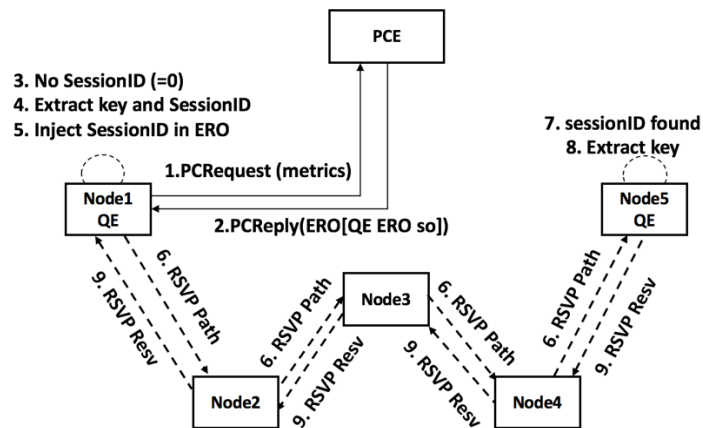 PCE
3. No SessionID (=0)
4. Extract key and SessionID
5. Inject SessionID in ERO
7. sessionID found
8. Extract key
1.PCRequest (metrics)
Node1
QE
Node5
QE
2.PCReply(ERO[QE ERO so])
6. RSVP Path
9. RSVP Resv
6. RSVP Path
9. RSVP Resv
Node3
6. RSVP Path
9. RSVP Resv
6. RSVP Path
9. RSVP Resv
Node2
Node4